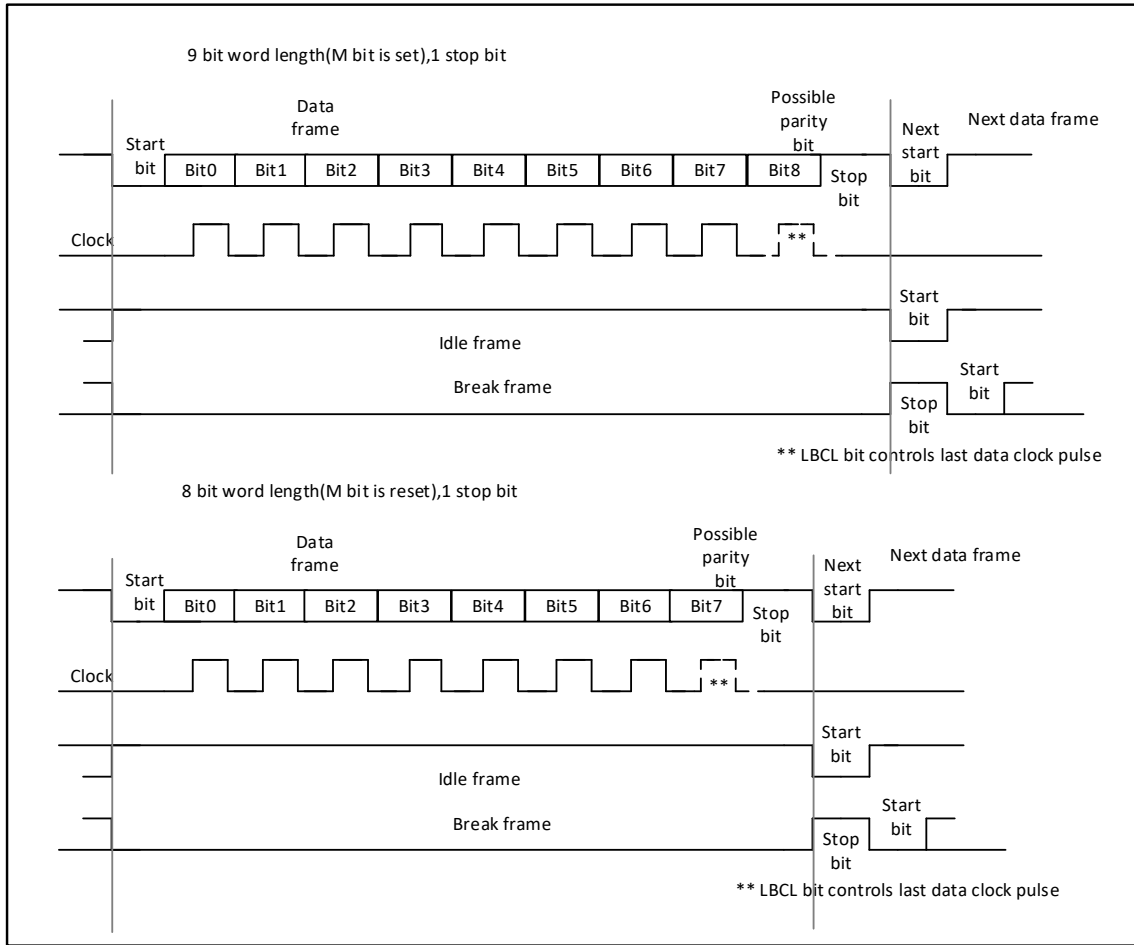 9 bit word length(M bit is set),1 stop bit
Data
frame
Possible
parity
bit
Start
bit
Next
start
bit
Next data frame
Bit0 Bit1 Bit2 Bit3 Bit4 Bit5 Bit6 Bit7 Bit8
Stop
bit
Clock
**
Start
bit
Idle frame
Break frame
Start
bit
Stop
bit
** LBCL bit controls last data clock pulse
8 bit word length(M bit is reset),1 stop bit
Data
frame
Possible
parity
bit
Start
bit
Next
start
bit
Next data frame
Bit0 Bit1 Bit2 Bit3 Bit4 Bit5 Bit6 Bit7
Stop
bit
Clock
**
Start
bit
Idle frame
Break frame
Start
bit
Stop
bit
** LBCL bit controls last data clock pulse